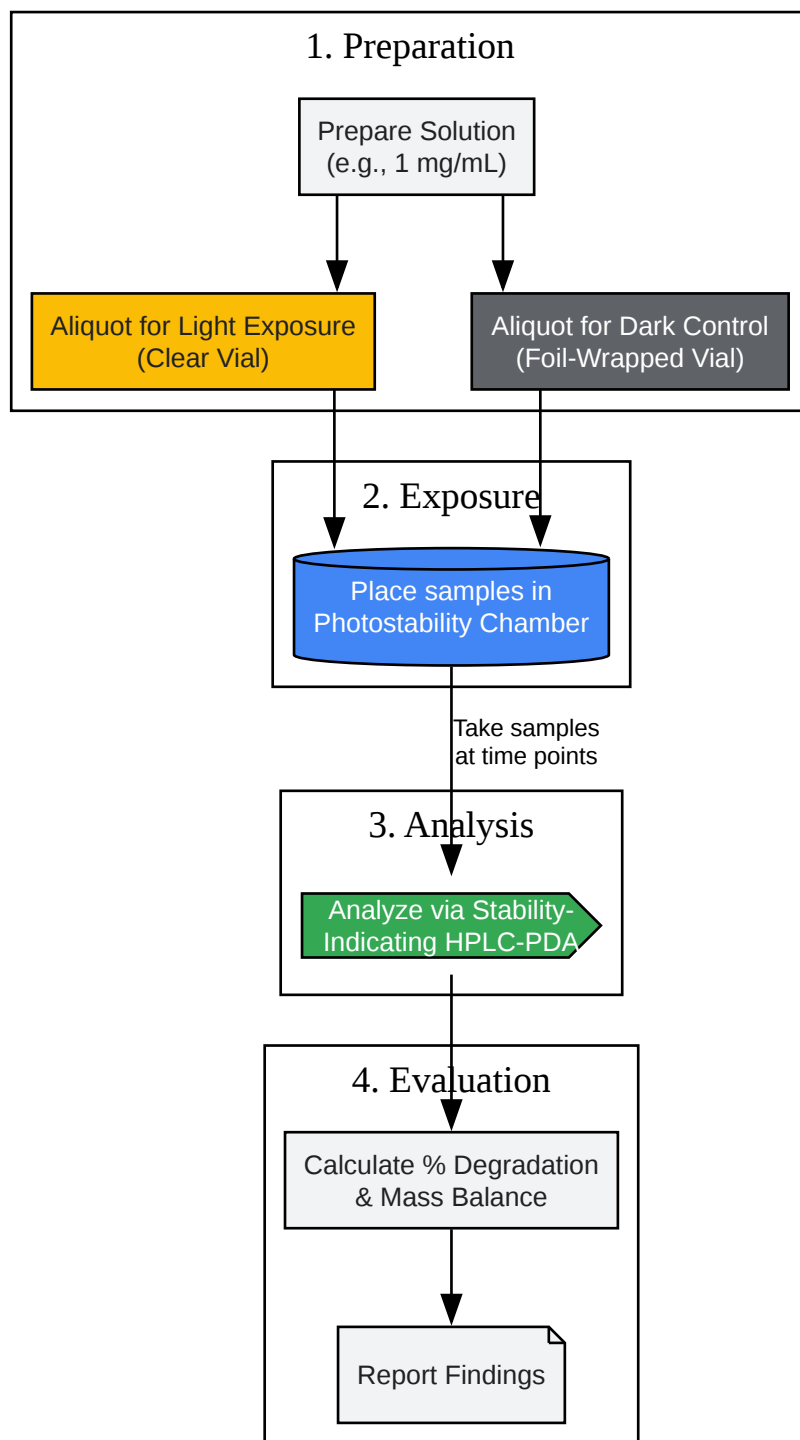 1. Preparation
Prepare Solution
(e.g., 1 mg/mL)
Aliquot for Light Exposure
(Clear Vial)
Aliquot for Dark Control
(Foil-Wrapped Vial)
2. Exposure
Place samples in
Photostability Chamber
Take samples
at time points
3. Analysis
Analyze via Stability-
Indicating HPLC-PDA
4. Evaluation
Calculate % Degradation
& Mass Balance
Report Findings